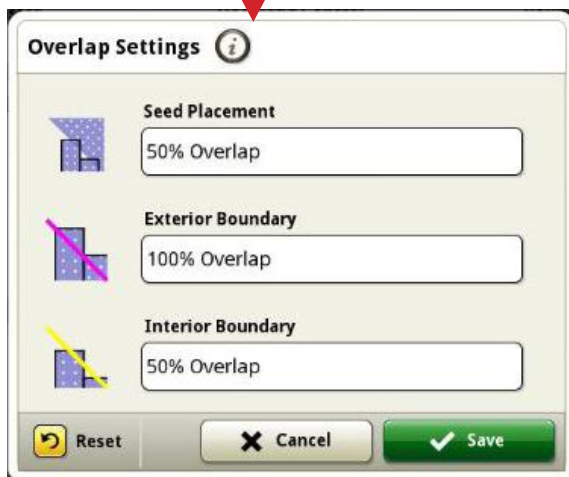 Overlap Settings
Seed Placement
50% Overlap
Exterior Boundary
100% Overlap
Interior Boundary
50% Overlap
Reset Cancel Save